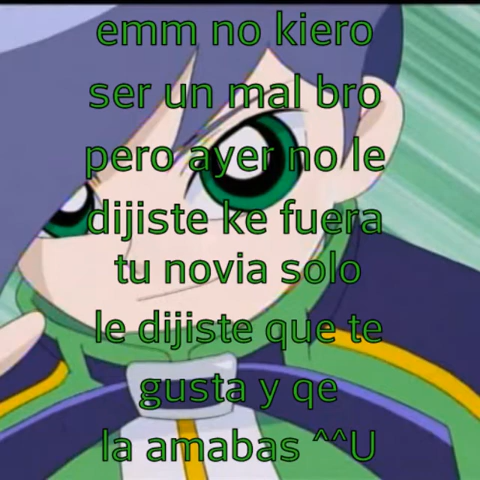 emm no kiero
ser un mal bro
pero ayer no le
dijiste ke fuera
tu novia solo
le dijiste que te
gusta y qe
la amabas ^^U